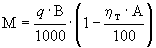 M = q · B / 1000 · (1 − η_T · A / 100)